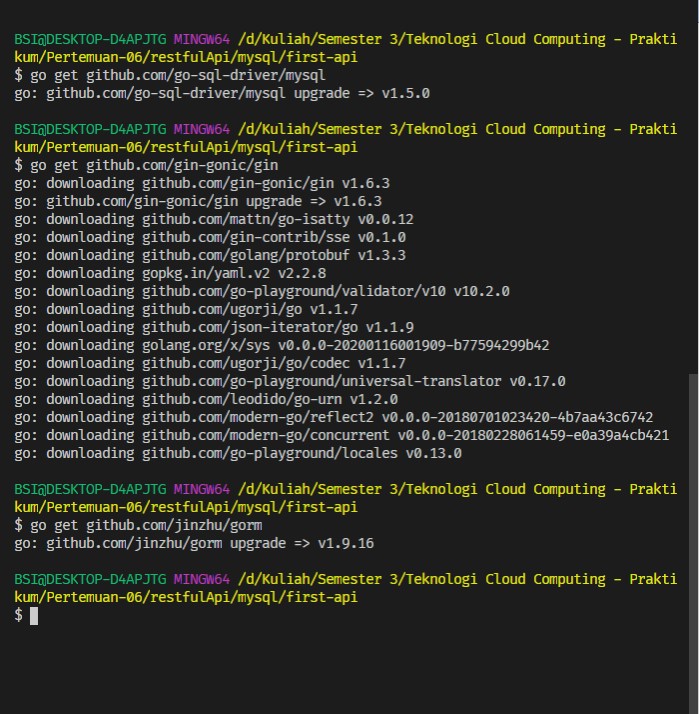 BSI@DESKTOP-D4APJTG MINGW64 /d/Kuliah/Semester 3/Teknologi Cloud Computing - Prakti
kum/Pertemuan-06/restfulApi/mysql/first-api
$ go get github.com/go-sql-driver/mysql
go: github.com/go-sql-driver/mysql upgrade => v1.5.0
BSI@DESKTOP-D4APJTG MINGW64 /d/Kuliah/Semester 3/Teknologi Cloud Computing - Prakti
kum/Pertemuan-06/restfulApi/mysql/first-api
$ go get github.com/gin-gonic/gin
go: downloading github.com/gin-gonic/gin v1.6.3
go: github.com/gin-gonic/gin upgrade => v1.6.3
go: downloading github.com/mattn/go-isatty v0.0.12
go: downloading github.com/gin-contrib/sse v0.1.0
go: downloading github.com/golang/protobuf v1.3.3
go: downloading gopkg.in/yaml.v2 v2.2.8
go: downloading github.com/go-playground/validator/v10 v10.2.0
go: downloading github.com/ugorji/go v1.1.7
go: downloading github.com/json-iterator/go v1.1.9
go: downloading golang.org/x/sys v0.0.0-20200116001909-b77594299b42
go: downloading github.com/ugorji/go/codec v1.1.7
go: downloading github.com/go-playground/universal-translator v0.17.0
go: downloading github.com/leodido/go-urn v1.2.0
go: downloading github.com/modern-go/reflect2 v0.0.0-20180701023420-4b7aa43c6742
go: downloading github.com/modern-go/concurrent v0.0.0-20180228061459-e0a39a4cb421
go: downloading github.com/go-playground/locales v0.13.0
BSI@DESKTOP-D4APJTG MINGW64 /d/Kuliah/Semester 3/Teknologi Cloud Computing - Prakti
kum/Pertemuan-06/restfulApi/mysql/first-api
$ go get github.com/jinzhu/gorm
go: github.com/jinzhu/gorm upgrade => v1.9.16
BSI@DESKTOP-D4APJTG MINGW64 /d/Kuliah/Semester 3/Teknologi Cloud Computing - Prakti
kum/Pertemuan-06/restfulApi/mysql/first-api
$